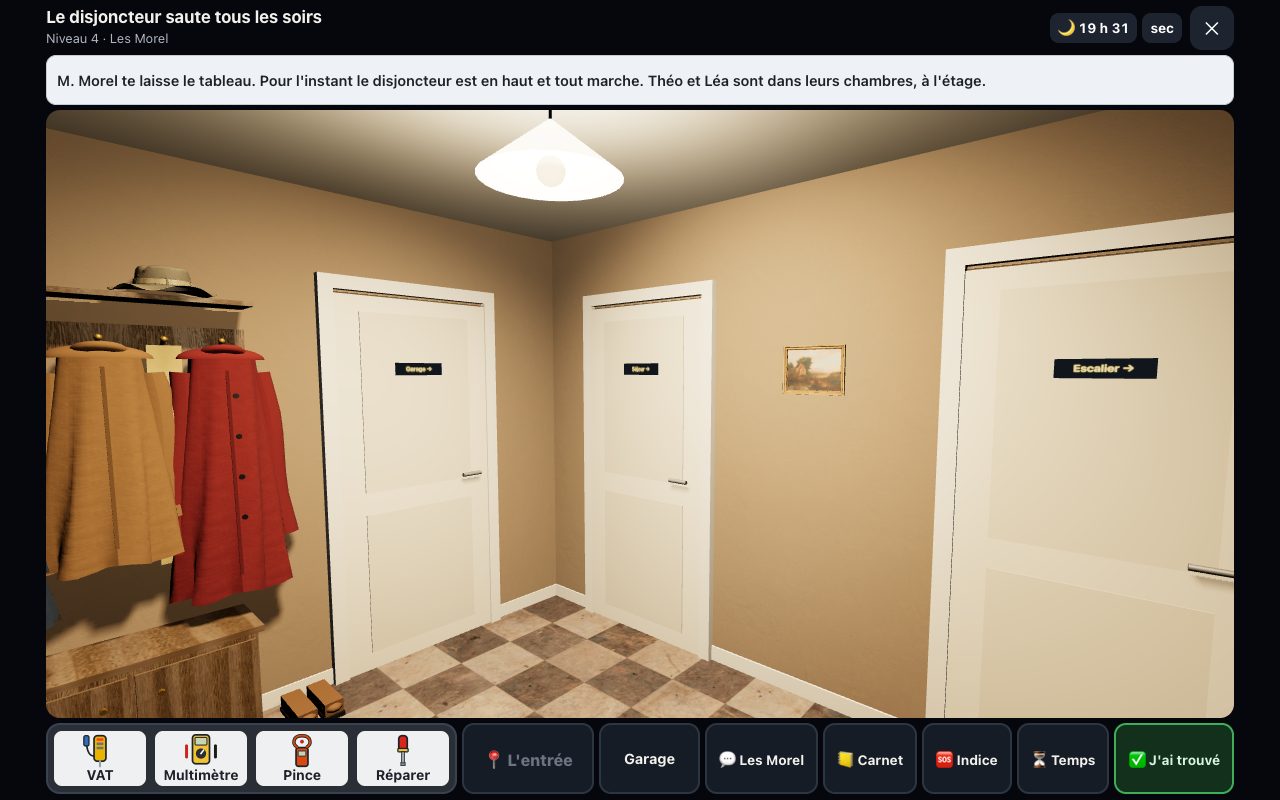 Le disjoncteur saute tous les soirs
Niveau 4 · Les Morel
🌙 19 h 31
sec
M. Morel te laisse le tableau. Pour l'instant le disjoncteur est en haut et tout marche. Théo et Léa sont dans leurs chambres, à l'étage.
Garage →
Séjour →
Escalier →
VAT
Multimètre
Pince
Réparer
📍 L'entrée
Garage
💬 Les Morel
📒 Carnet
🆘 Indice
⏳ Temps
✅ J'ai trouvé